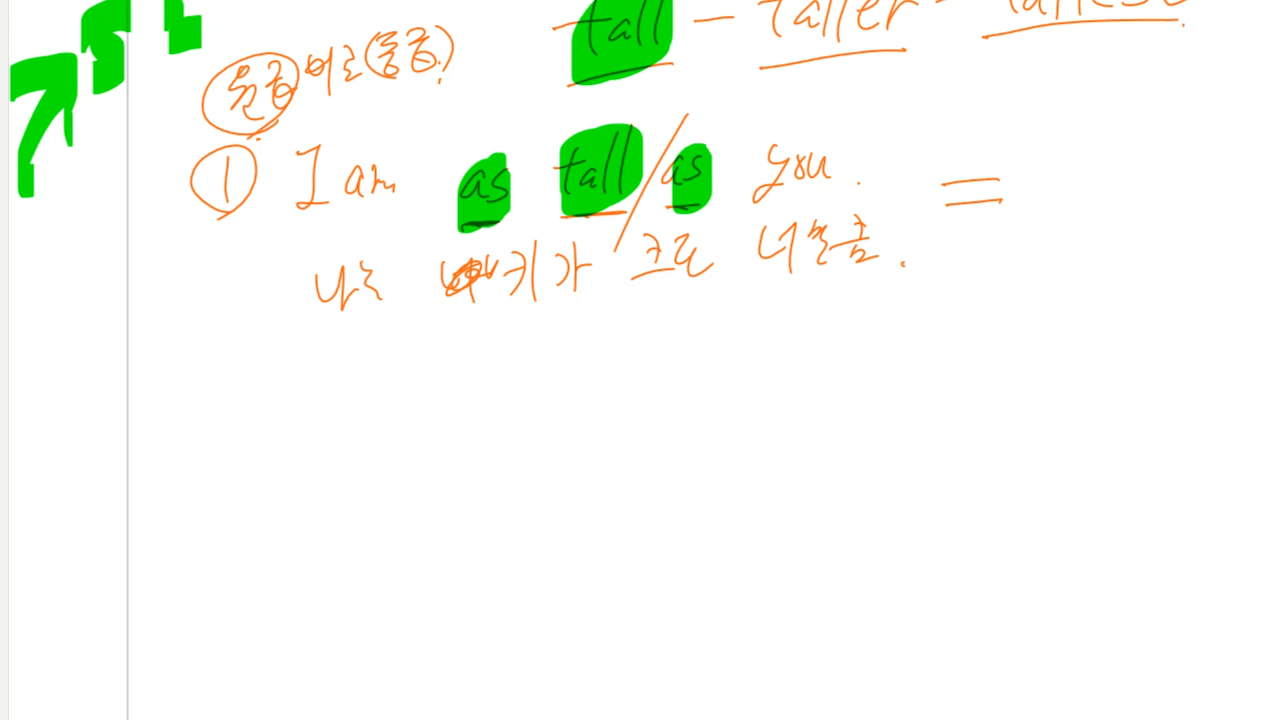 tall - taller - tallest.
원급 비교(동급.)
① I am as tall / as you. =
나는 키가 크도 너만큼.